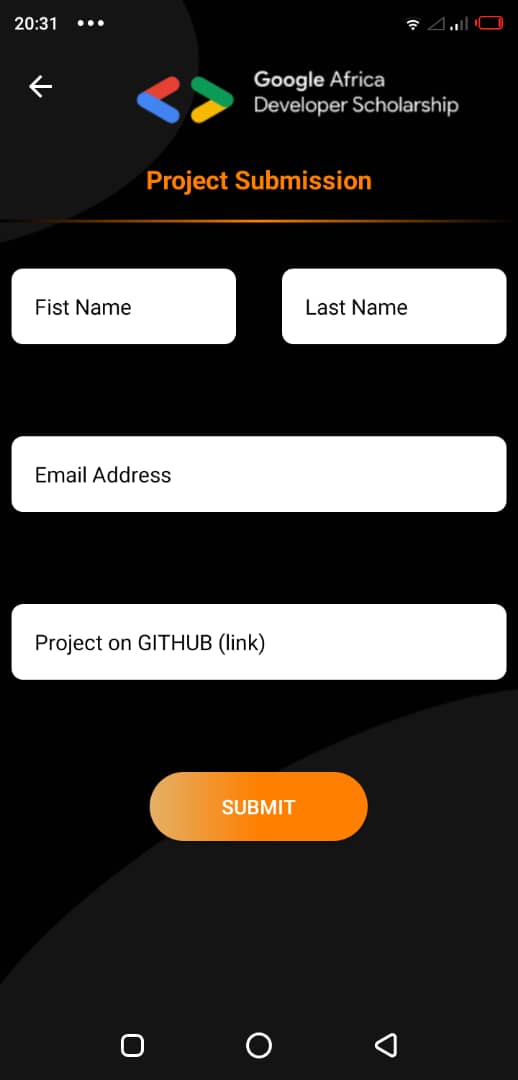 20:31
Google Africa
Developer Scholarship
Project Submission
Fist Name
Last Name
Email Address
Project on GITHUB (link)
SUBMIT